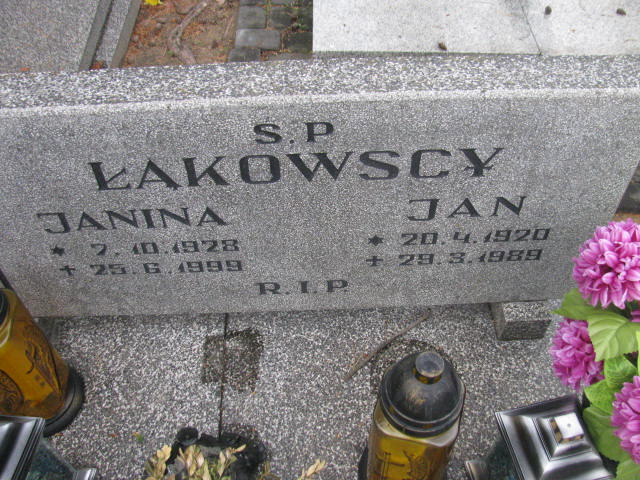 S.P
ŁAKOWSCY
JANINA
* 7.10.1928
+ 25.6.1999
JAN
* 20.4.1920
+ 29.3.1989
R.I.P